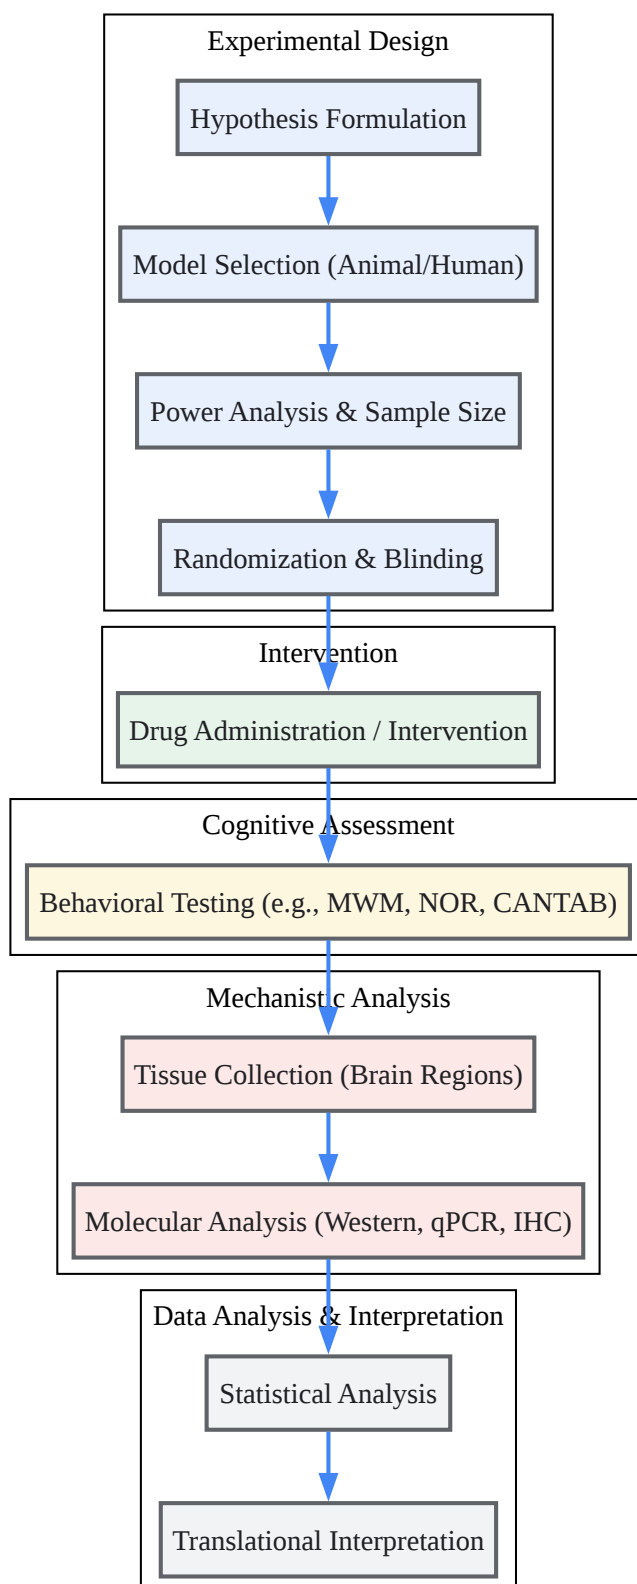 Experimental Design
Hypothesis Formulation
Model Selection (Animal/Human)
Power Analysis & Sample Size
Randomization & Blinding
Intervention
Drug Administration / Intervention
Cognitive Assessment
Behavioral Testing (e.g., MWM, NOR, CANTAB)
Mechanistic Analysis
Tissue Collection (Brain Regions)
Molecular Analysis (Western, qPCR, IHC)
Data Analysis & Interpretation
Statistical Analysis
Translational Interpretation